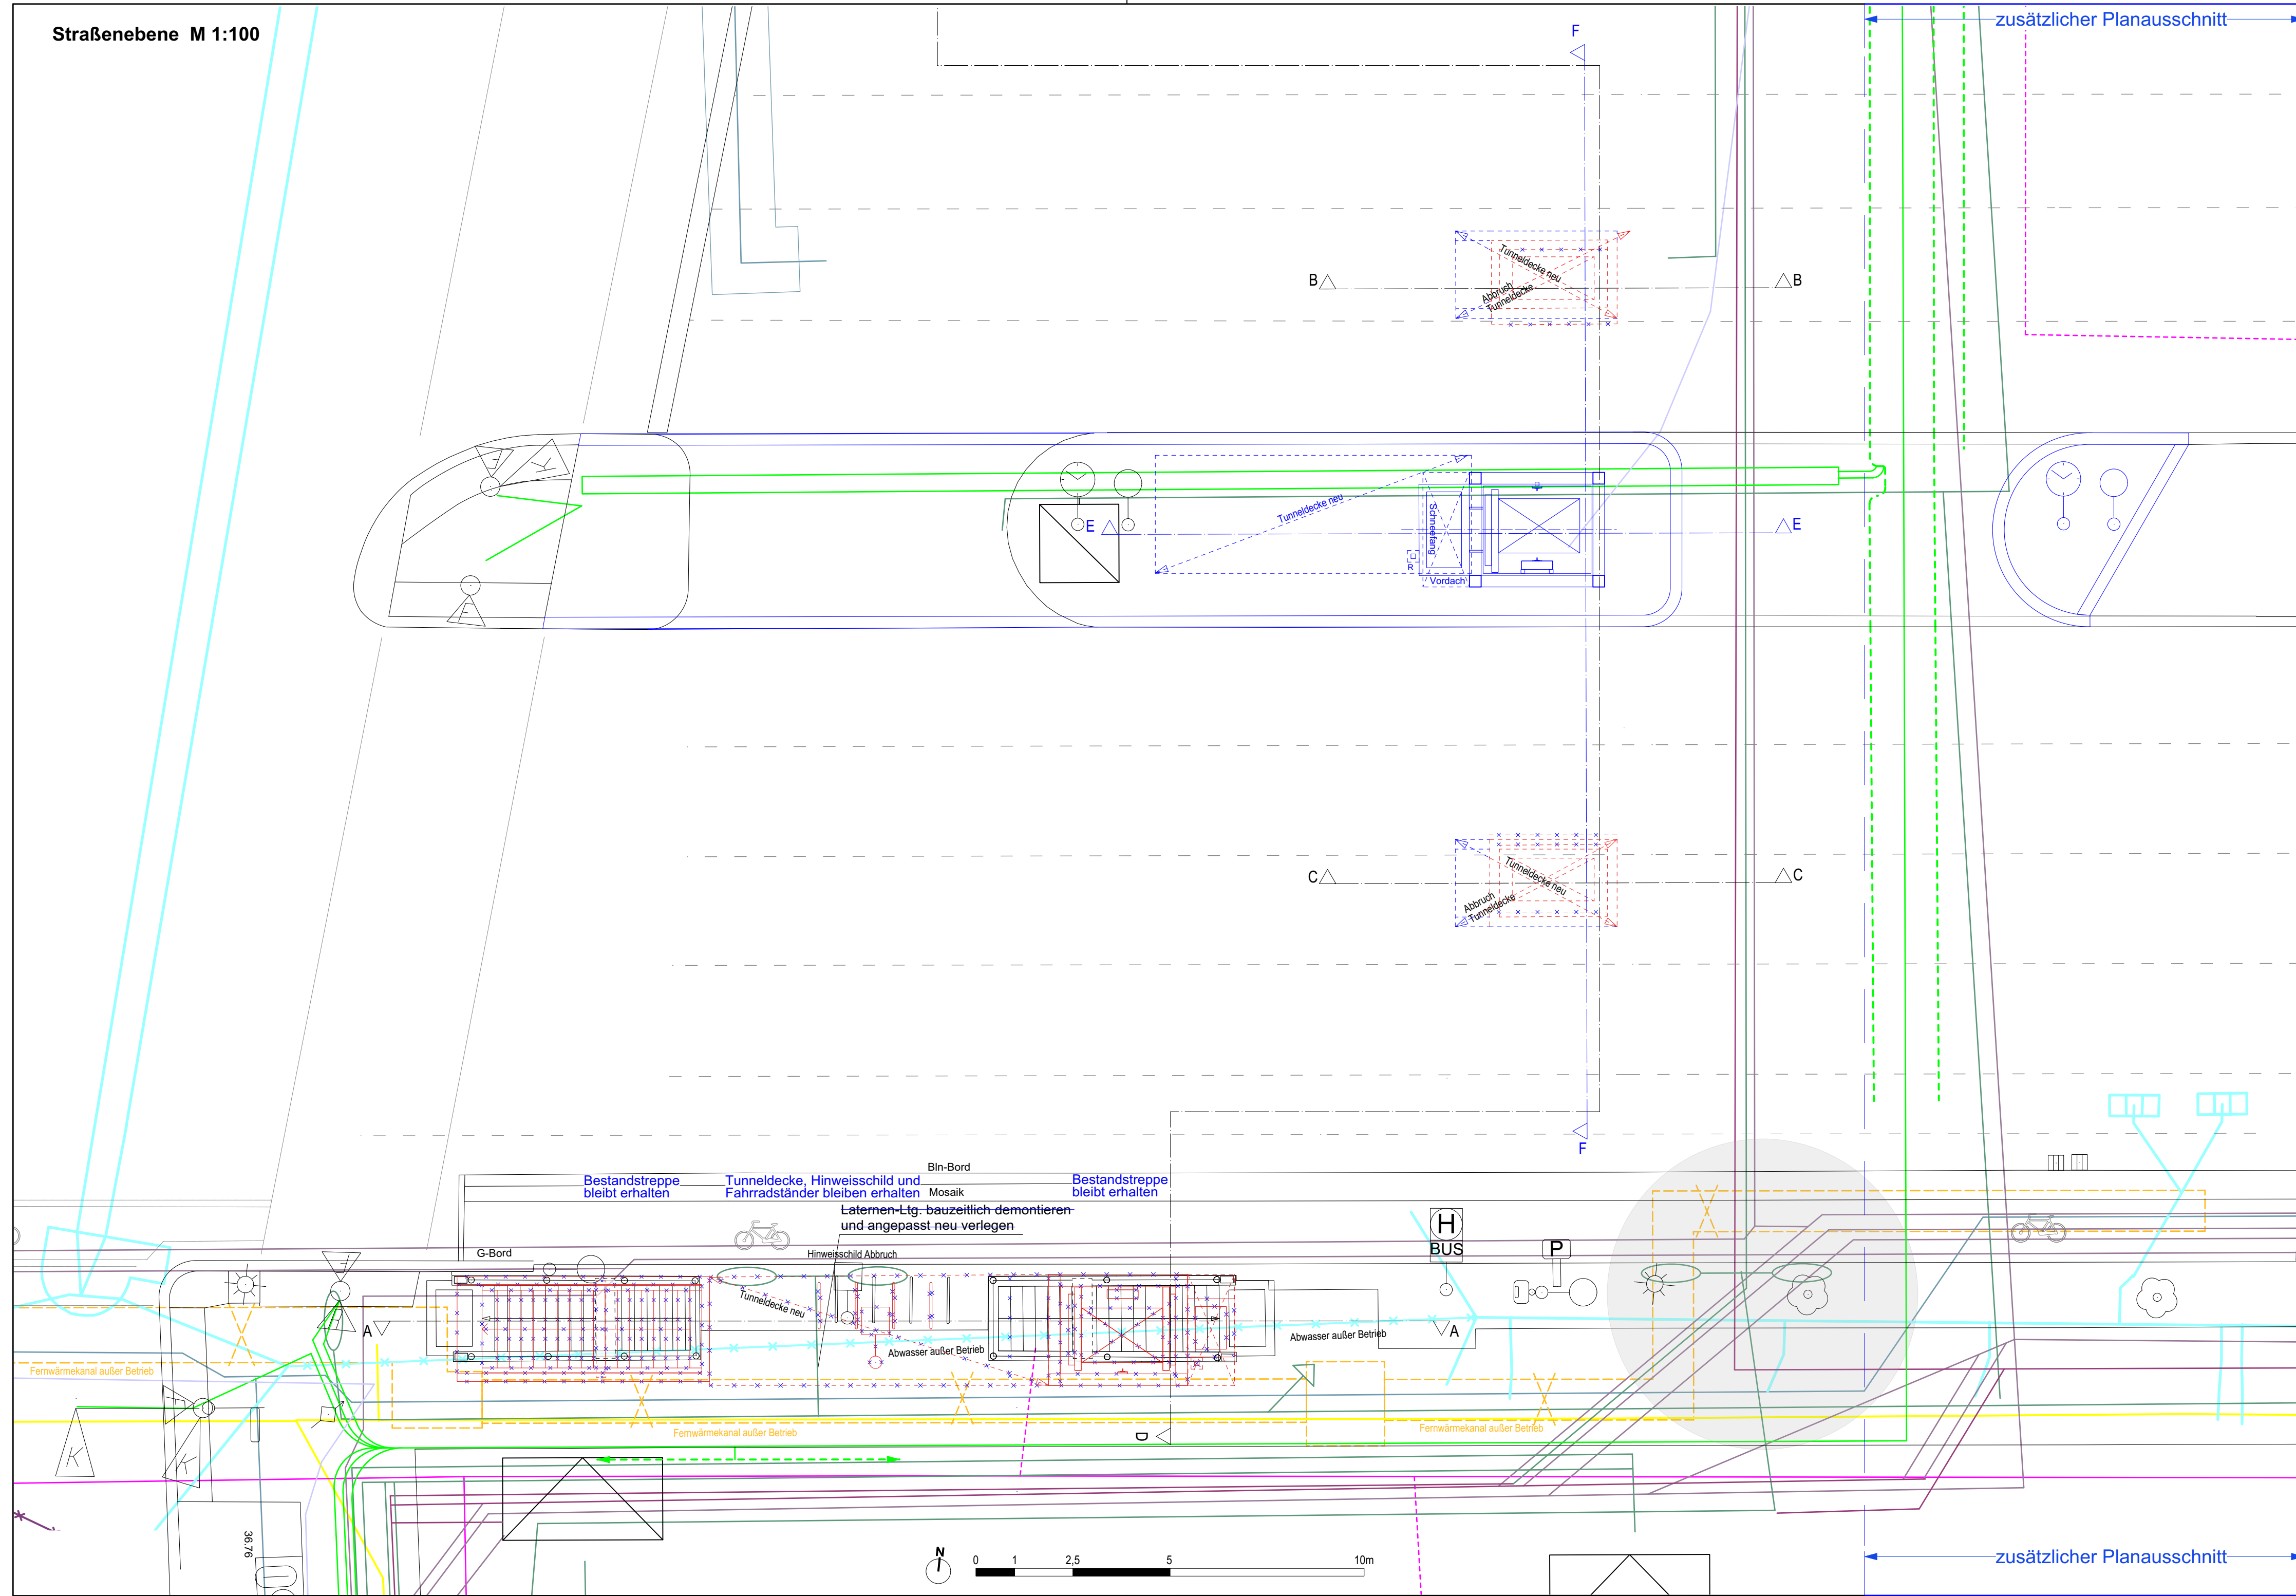 Straßenebene M 1:100
zusätzlicher Planausschnitt
F
B
B
Tunneldecke neu
Abbruch
Tunneldecke
K
E
E
Tunneldecke neu
Schneefang
R
Vordach
C
C
Tunneldecke neu
Abbruch
Tunneldecke
F
Bln-Bord
Bestandstreppe
bleibt erhalten
Tunneldecke, Hinweisschild und
Fahrradständer bleiben erhalten
Mosaik
Bestandstreppe
bleibt erhalten
Laternen-Ltg. bauzeitlich demontieren
und angepasst neu verlegen
G-Bord
Hinweisschild Abbruch
H
BUS
P
Tunneldecke neu
A
A
Abwasser außer Betrieb
Abwasser außer Betrieb
Fernwärmekanal außer Betrieb
Fernwärmekanal außer Betrieb
Fernwärmekanal außer Betrieb
D
K
K
36.76
N
0 1 2,5 5 10m
zusätzlicher Planausschnitt